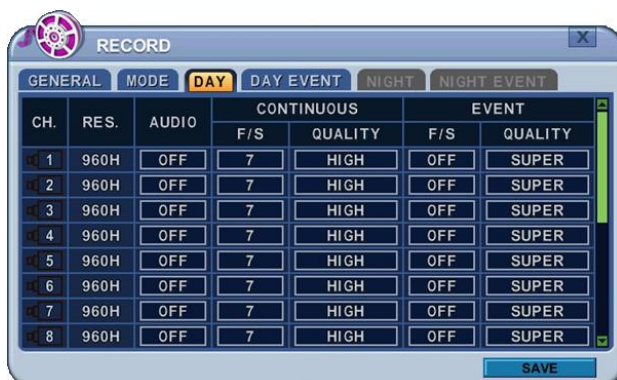 RECORD X
GENERAL MODE DAY DAY EVENT NIGHT NIGHT EVENT
CH. RES. AUDIO CONTINUOUS EVENT
F/S QUALITY F/S QUALITY
1 960H OFF 7 HIGH OFF SUPER
2 960H OFF 7 HIGH OFF SUPER
3 960H OFF 7 HIGH OFF SUPER
4 960H OFF 7 HIGH OFF SUPER
5 960H OFF 7 HIGH OFF SUPER
6 960H OFF 7 HIGH OFF SUPER
7 960H OFF 7 HIGH OFF SUPER
8 960H OFF 7 HIGH OFF SUPER
SAVE